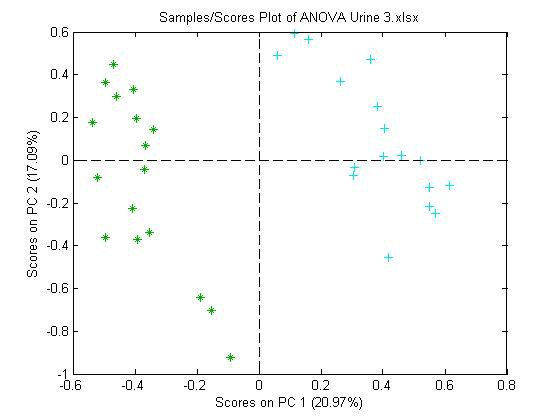 Samples/Scores Plot of ANOVA Urine 3.xlsx
0.6
0.4
0.2
0
-0.2
-0.4
-0.6
-0.8
-1
Scores on PC 2 (17.09%)
-0.6 -0.4 -0.2 0 0.2 0.4 0.6 0.8
Scores on PC 1 (20.97%)